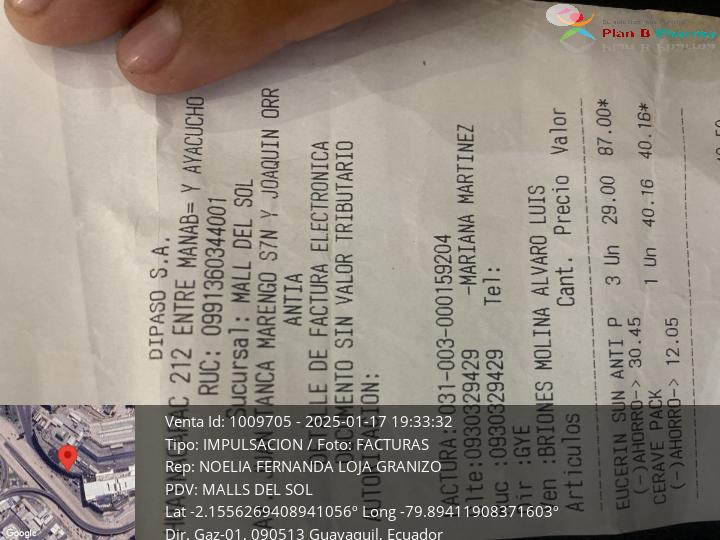 Plan B Pharma
DIPASO S.A.
212 ENTRE MANAB= Y AYACUCHO
RUC: 0991360344001
Sucursal: MALL DEL SOL
TANCA MARENGO S7N Y JOAQUIN ORR
ANTIA
LLE DE FACTURA ELECTRONICA
MENTO SIN VALOR TRIBUTARIO
ACTURA: 031-003-000159204
lte:0930329429 -MARIANA MARTINEZ
uc :0930329429 Tel:
ir :GYE
Ven :BRIONES MOLINA ALVARO LUIS
Articulos Cant. Precio Valor
EUCERIN SUN ANTI P 3 Un 29.00 87.00*
(-)AHORRO-> 30.45
CERAVE PACK 1 Un 40.16 40.16*
(-)AHORRO-> 12.05
Venta Id: 1009705 - 2025-01-17 19:33:32
Tipo: IMPULSACION / Foto: FACTURAS
Rep: NOELIA FERNANDA LOJA GRANIZO
PDV: MALLS DEL SOL
Lat -2.1556269408941056° Long -79.89411908371603°
Dir. Gaz-01, 090513 Guayaquil, Ecuador
Google